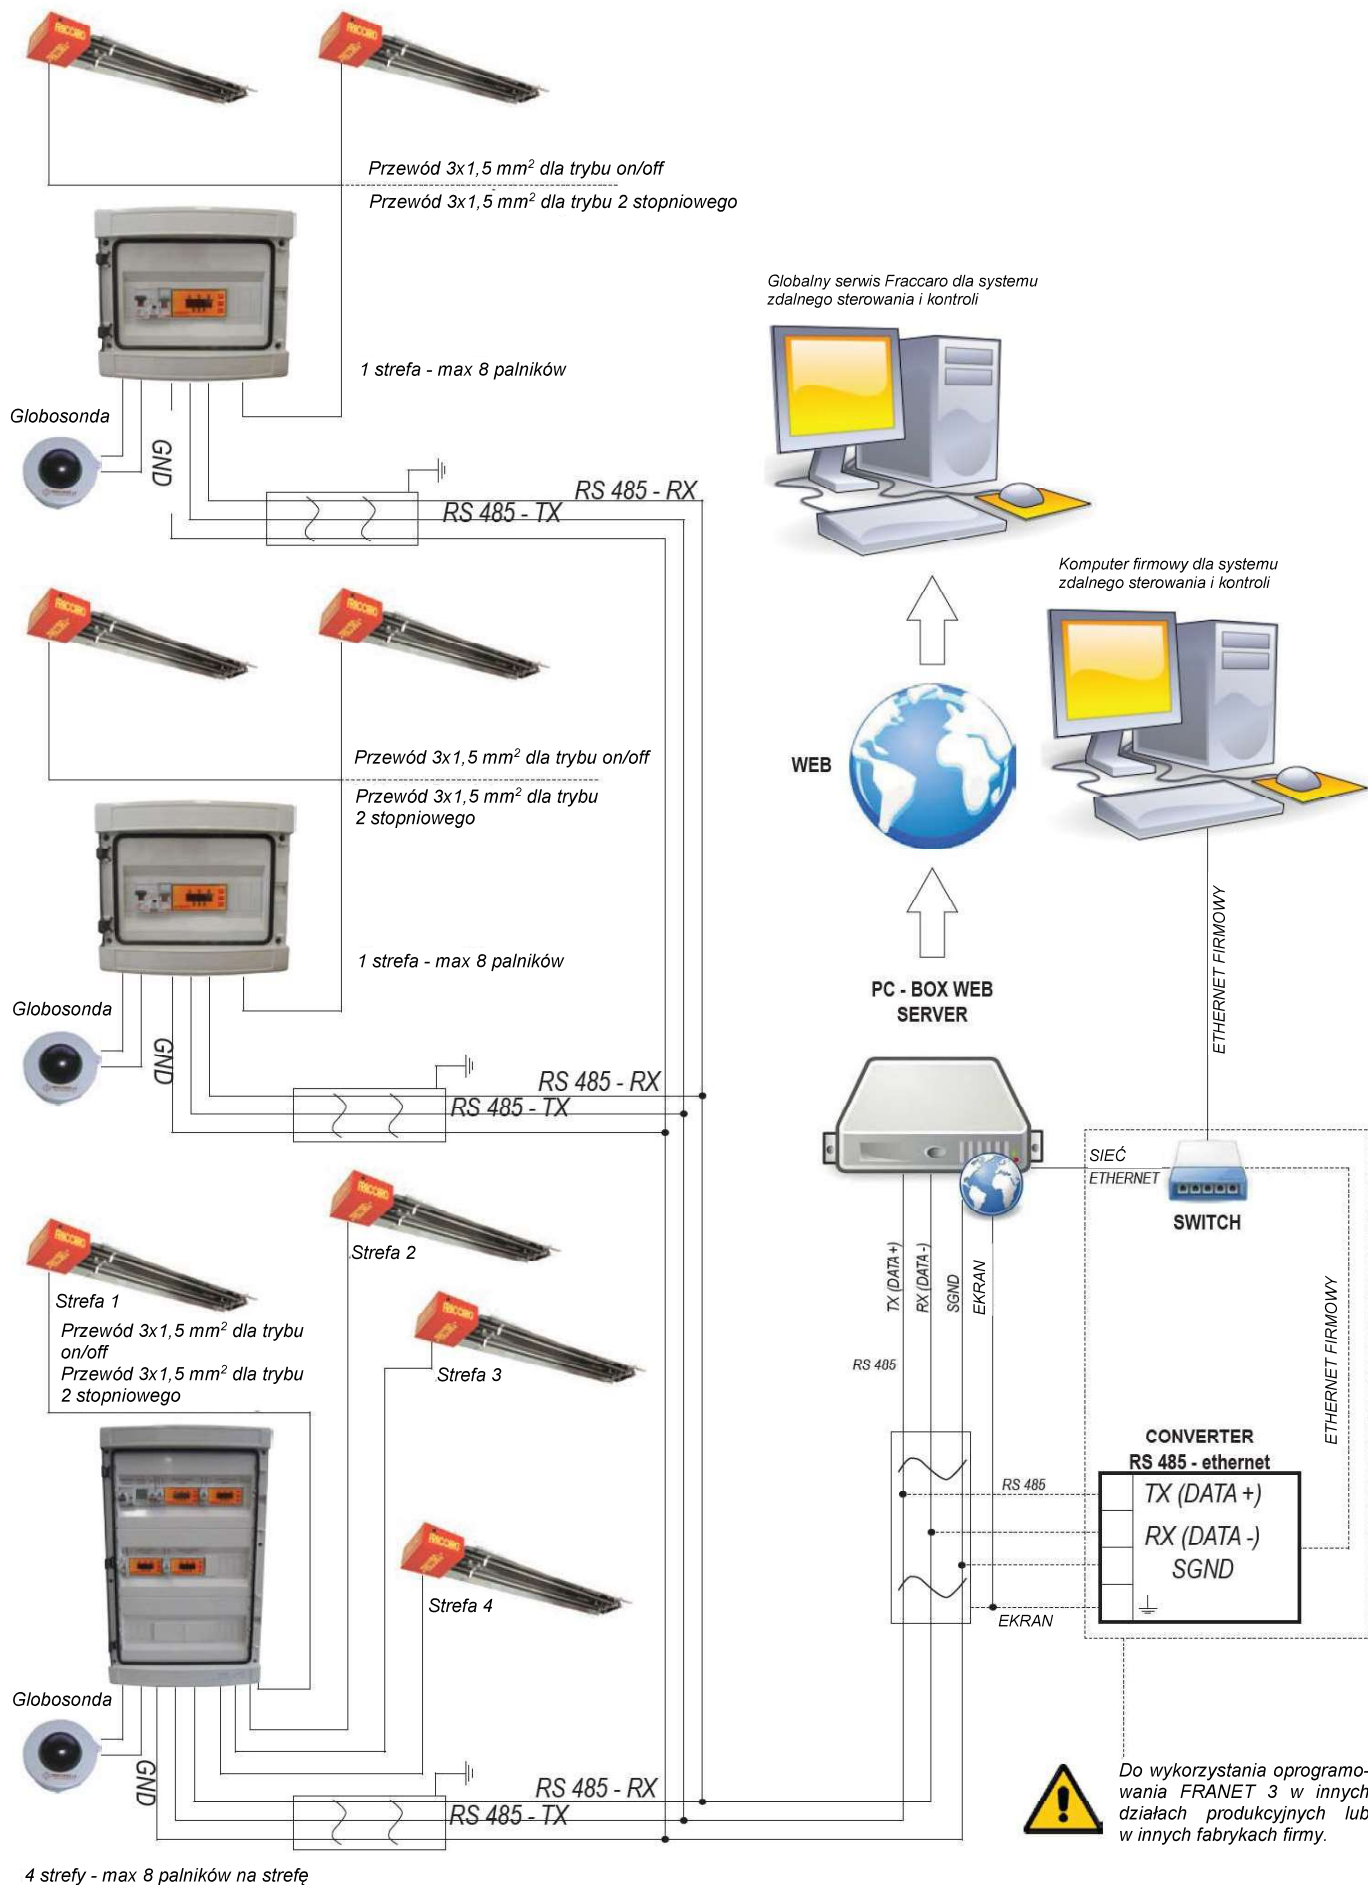 FRACCARO
FRACCARO
Przewód 3x1,5 mm² dla trybu on/off
Przewód 3x1,5 mm² dla trybu 2 stopniowego
1 strefa - max 8 palników
Globosonda
GND
RS 485 - RX
RS 485 - TX
Globalny serwis Fraccaro dla systemu
zdalnego sterowania i kontroli
Komputer firmowy dla systemu
zdalnego sterowania i kontroli
FRACCARO
FRACCARO
Przewód 3x1,5 mm² dla trybu on/off
Przewód 3x1,5 mm² dla trybu
2 stopniowego
1 strefa - max 8 palników
Globosonda
GND
RS 485 - RX
RS 485 - TX
WEB
PC - BOX WEB
SERVER
ETHERNET FIRMOWY
SIEĆ
ETHERNET
SWITCH
TX (DATA +)
RX (DATA -)
SGND
EKRAN
RS 485
ETHERNET FIRMOWY
FRACCARO
Strefa 2
FRACCARO
Strefa 1
FRACCARO
Strefa 3
Przewód 3x1,5 mm² dla trybu
on/off
Przewód 3x1,5 mm² dla trybu
2 stopniowego
FRACCARO
Strefa 4
CONVERTER
RS 485 - ethernet
RS 485
TX (DATA +)
RX (DATA -)
SGND
EKRAN
Globosonda
GND
RS 485 - RX
RS 485 - TX
4 strefy - max 8 palników na strefę
Do wykorzystania oprogramo-
wania FRANET 3 w innych
działach produkcyjnych lub
w innych fabrykach firmy.